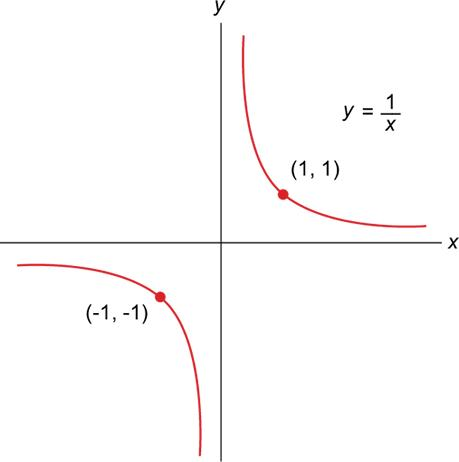 y
y = 1/x
(1, 1)
x
(-1, -1)